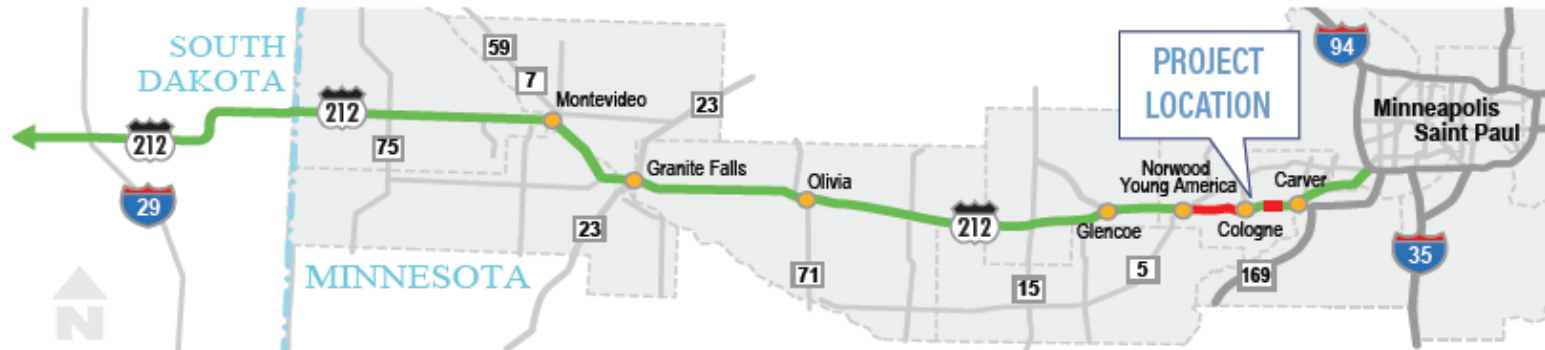 SOUTH
DAKOTA
MINNESOTA
N
212
29
212
75
59
7
Montevideo
23
Granite Falls
23
Olivia
71
212
Glencoe
15
Norwood
Young America
5
Cologne
PROJECT
LOCATION
Carver
169
94
Minneapolis
Saint Paul
35